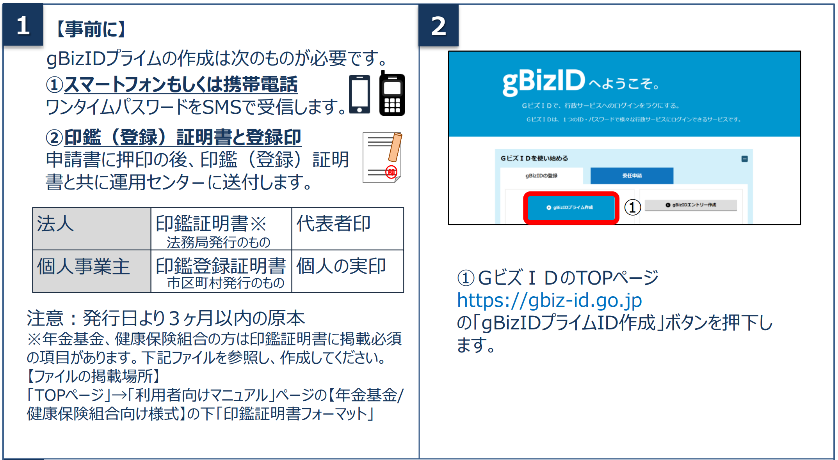 1
【事前に】
gBizIDプライムの作成は次のものが必要です。
①スマートフォンもしくは携帯電話
ワンタイムパスワードをSMSで受信します。
②印鑑（登録）証明書と登録印
申請書に押印の後、印鑑（登録）証明
書と共に運用センターに送付します。
法人 印鑑証明書※ 代表者印
法務局発行のもの
個人事業主 印鑑登録証明書 個人の実印
市区町村発行のもの
注意：発行日より３ヶ月以内の原本
※年金基金、健康保険組合の方は印鑑証明書に掲載必須
の項目があります。下記ファイルを参照し、作成してください。
【ファイルの掲載場所】
「TOPページ」→「利用者向けマニュアル」ページの【年金基金/
健康保険組合向け様式】の下「印鑑証明書フォーマット」
2
gBizIDへようこそ。
GビズIDで、行政サービスへのログインをラクにする。
GビズIDは、1つのID・パスワードで様々な行政サービスにログインできるサービスです。
GビズIDを使い始める
gBizIDの登録 委任申請
gBizIDプライム作成 ① gBizIDエントリー作成
①ＧビズＩＤのTOPページ
https://gbiz-id.go.jp
の「gBizIDプライムID作成」ボタンを押下し
ます。